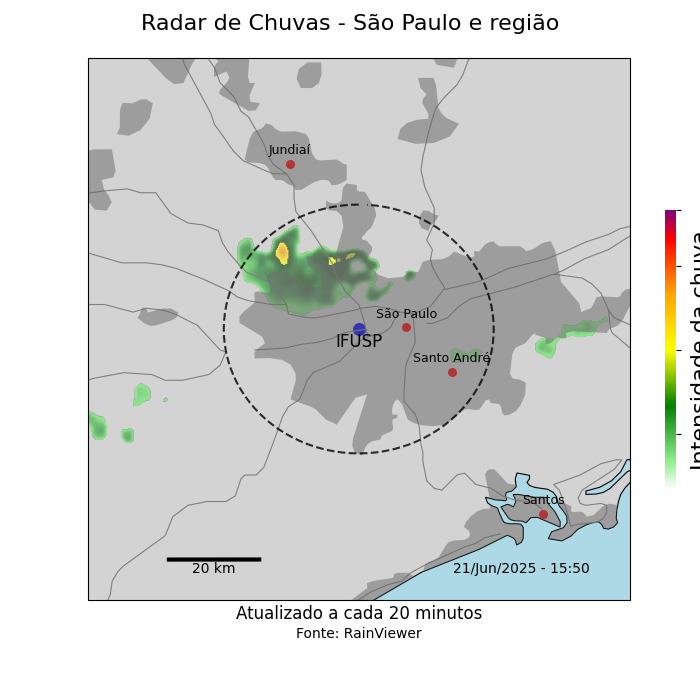 Radar de Chuvas - São Paulo e região
Jundiaí
São Paulo
IFUSP
Santo André
Santos
20 km
21/Jun/2025 - 15:50
Intensidade da chuva
Atualizado a cada 20 minutos
Fonte: RainViewer